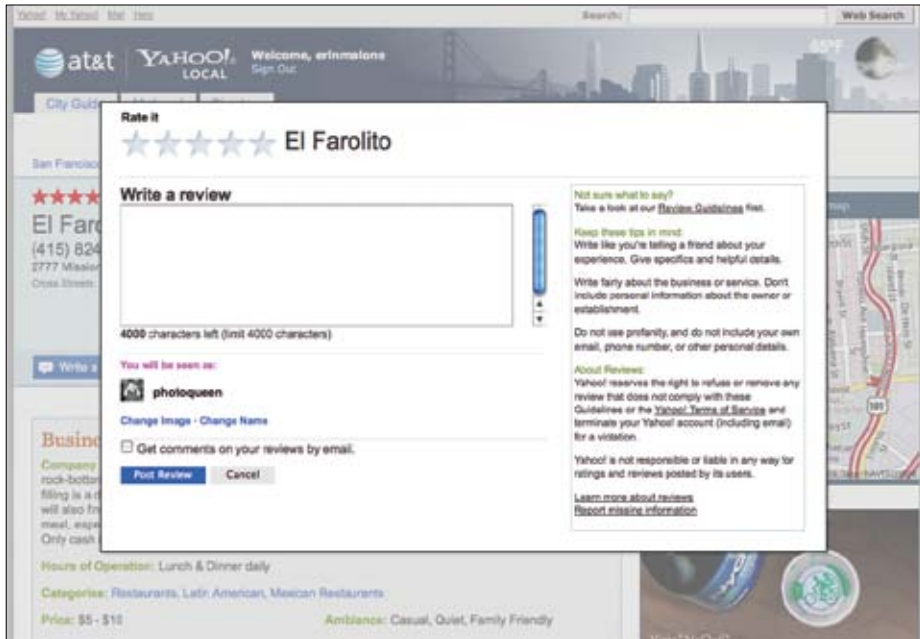 Yahoo! My Yahoo! Mail Help
Search:
Web Search
at&t YAHOO! LOCAL
Welcome, erinmalone
Sign Out
65°F
City Guide
San Francisco
El Faro
(415) 824
2777 Mission
Cross Streets:
Write a
map
101
Rate it
El Farolito
Write a review
4000 characters left (limit 4000 characters)
You will be seen as:
photoqueen
Change Image - Change Name
Get comments on your reviews by email.
Post Review Cancel
Not sure what to say?
Take a look at our Review Guidelines first.
Keep these tips in mind:
Write like you're telling a friend about your
experience. Give specifics and helpful details.
Write fairly about the business or service. Don't
include personal information about the owner or
establishment.
Do not use profanity, and do not include your own
email, phone number, or other personal details.
About Reviews:
Yahoo! reserves the right to refuse or remove any
review that does not comply with these
Guidelines or the Yahoo! Terms of Service and
terminate your Yahoo! account (including email)
for a violation.
Yahoo! is not responsible or liable in any way for
ratings and reviews posted by its users.
Learn more about reviews
Report missing information
Busine
Company
rock-bottom
filling is a d
will also fin
meal, espe
Only cash
Hours of Operation: Lunch & Dinner daily
Categories: Restaurants, Latin American, Mexican Restaurants
Price: $5 - $10
Ambiance: Casual, Quiet, Family Friendly